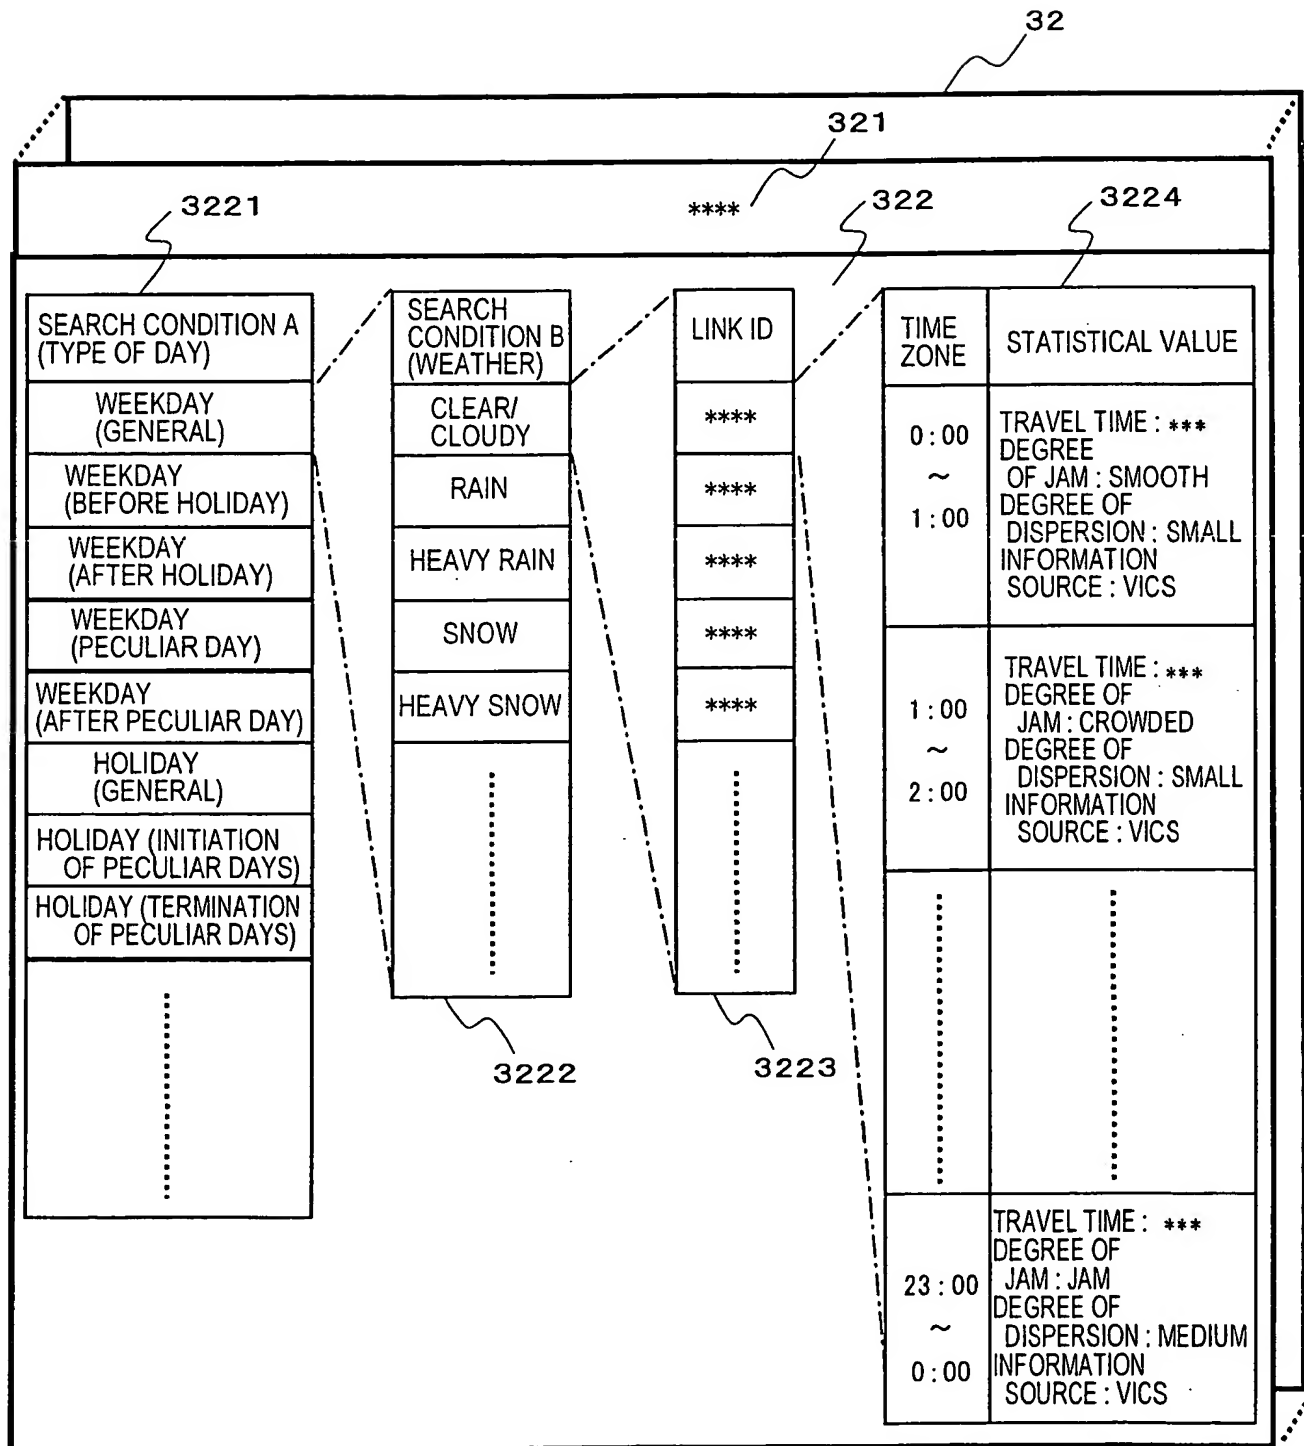 32
321
****
3221
322
3224
SEARCH CONDITION A
(TYPE OF DAY)
WEEKDAY
(GENERAL)
WEEKDAY
(BEFORE HOLIDAY)
WEEKDAY
(AFTER HOLIDAY)
WEEKDAY
(PECULIAR DAY)
WEEKDAY
(AFTER PECULIAR DAY)
HOLIDAY
(GENERAL)
HOLIDAY (INITIATION
OF PECULIAR DAYS)
HOLIDAY (TERMINATION
OF PECULIAR DAYS)
SEARCH
CONDITION B
(WEATHER)
CLEAR/
CLOUDY
RAIN
HEAVY RAIN
SNOW
HEAVY SNOW
3222
LINK ID
****
****
****
****
****
3223
TIME
ZONE
STATISTICAL VALUE
0:00
~
1:00
TRAVEL TIME : ***
DEGREE
OF JAM : SMOOTH
DEGREE OF
DISPERSION : SMALL
INFORMATION
SOURCE : VICS
1:00
~
2:00
TRAVEL TIME : ***
DEGREE OF
JAM : CROWDED
DEGREE OF
DISPERSION : SMALL
INFORMATION
SOURCE : VICS
23:00
~
0:00
TRAVEL TIME : ***
DEGREE OF
JAM : JAM
DEGREE OF
DISPERSION : MEDIUM
INFORMATION
SOURCE : VICS